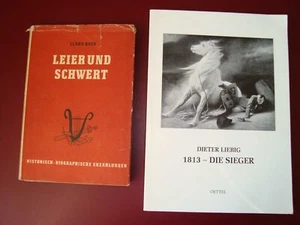 LEIER UND
SCHWERT
HISTORISCH-BIOGRAPHISCHE ERZÄHLUNGEN
DIETER LIEBIG
1813 – DIE SIEGER
OETTEL